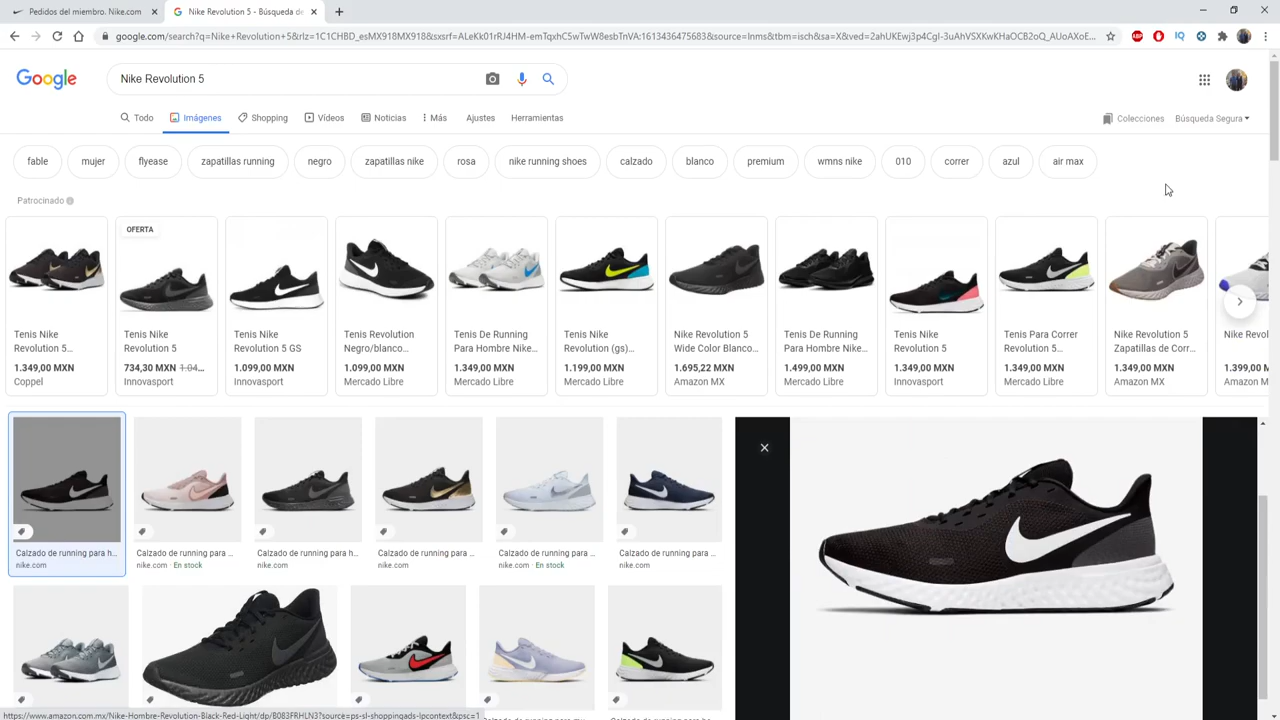 Pedidos del miembro. Nike.com
Nike Revolution 5 - Búsqueda de
google.com/search?q=Nike+Revolution+5&rlz=1C1CHBD_esMX918MX918&sxsrf=ALeKk01rRJ4HM-emTqxhC5wTwW8esbTnVA:1613436475683&source=lnms&tbm=isch&sa=X&ved=2ahUKEwj3p4CgI-3uAhVSXKwKHaOCB2oQ_AUoAXoE...
Google
Nike Revolution 5
Todo Imágenes Shopping Vídeos Noticias Más Ajustes Herramientas
Colecciones Búsqueda Segura
fable mujer flyease zapatillas running negro zapatillas nike rosa nike running shoes calzado blanco premium wmns nike 010 correr azul air max
Patrocinado
OFERTA
Tenis Nike Tenis Nike Tenis Nike Tenis Revolution Tenis De Running Tenis Nike Nike Revolution 5 Tenis De Running Tenis Nike Tenis Para Correr Nike Revolution 5 Nike Revol
Revolution 5... Revolution 5 Revolution 5 GS Negro/blanco... Para Hombre Nike... Revolution (gs)... Wide Color Blanco... Para Hombre Nike... Revolution 5 Revolution 5... Zapatillas de Corr...
1.349,00 MXN 734,30 MXN 1.04... 1.099,00 MXN 1.099,00 MXN 1.349,00 MXN 1.199,00 MXN 1.695,22 MXN 1.499,00 MXN 1.349,00 MXN 1.349,00 MXN 1.349,00 MXN 1.399,00 M
Coppel Innovasport Innovasport Mercado Libre Mercado Libre Mercado Libre Amazon MX Mercado Libre Innovasport Mercado Libre Amazon MX Amazon M
Calzado de running para h... Calzado de running para ... Calzado de running para h... Calzado de running para ... Calzado de running para ... Calzado de running para ...
nike.com nike.com · En stock nike.com nike.com nike.com · En stock nike.com
https://www.amazon.com.mx/Nike-Hombre-Revolution-Black-Red-Light/dp/B083FRHLN3?source=ps-sl-shoppingads-lpcontext&psc=1